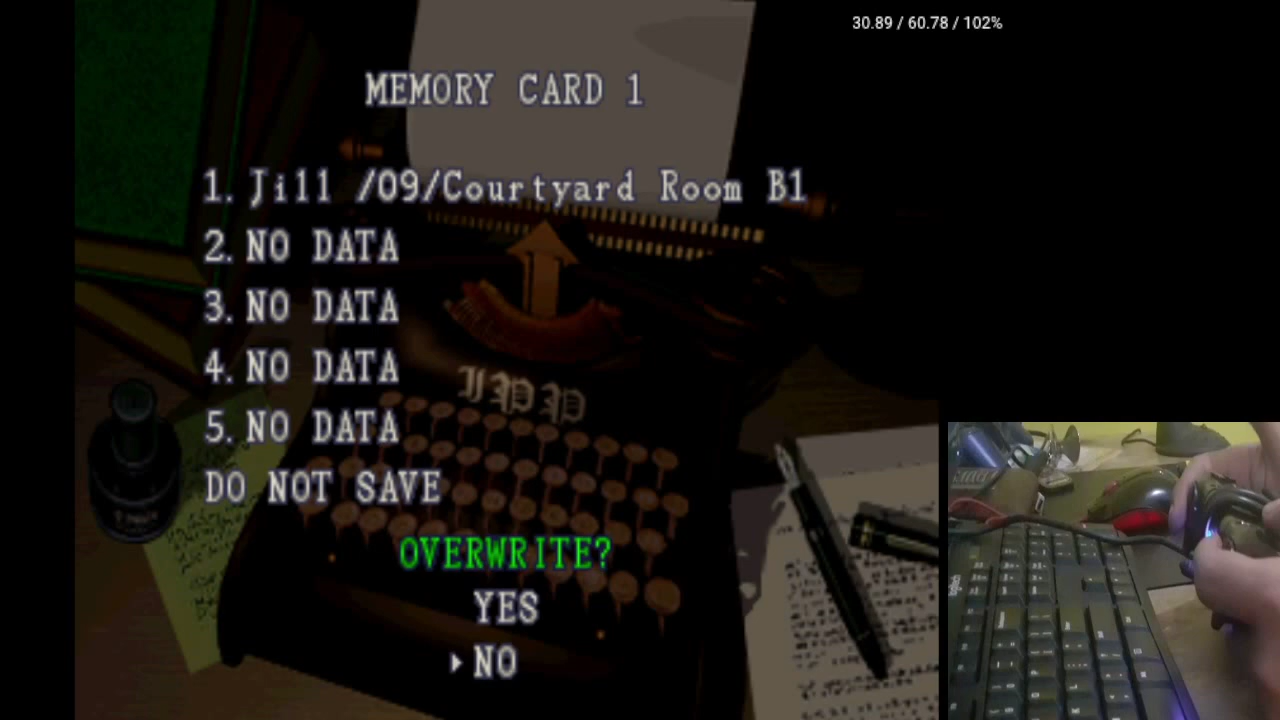 30.89 / 60.78 / 102%
MEMORY CARD 1
1. Jill /09/Courtyard Room B1
2. NO DATA
3. NO DATA
4. NO DATA
5. NO DATA
DO NOT SAVE
OVERWRITE?
YES
NO